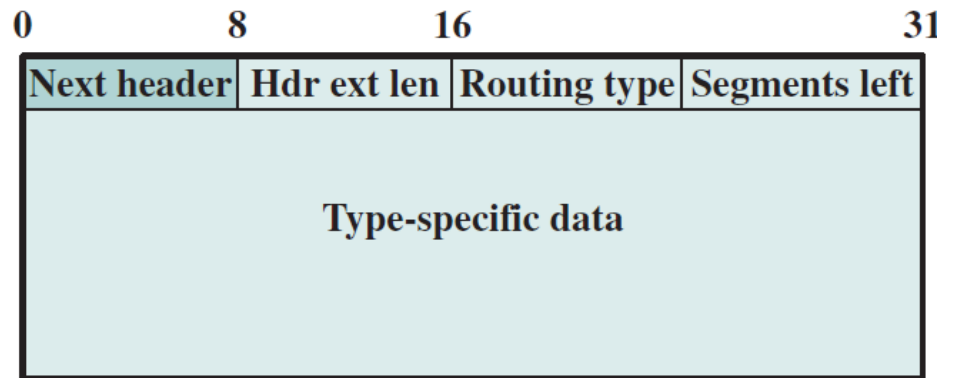 0 8 16 31
Next header Hdr ext len Routing type Segments left
Type-specific data